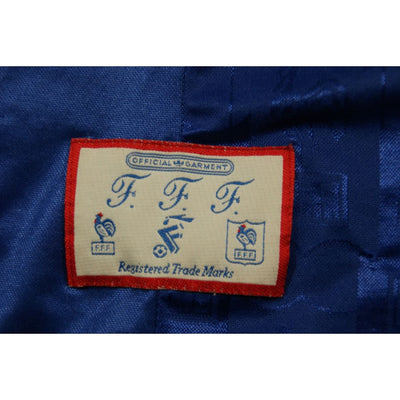 OFFICIAL GARMENT
F. F. F.
F.F.F. F.F.F.
Registered Trade Marks